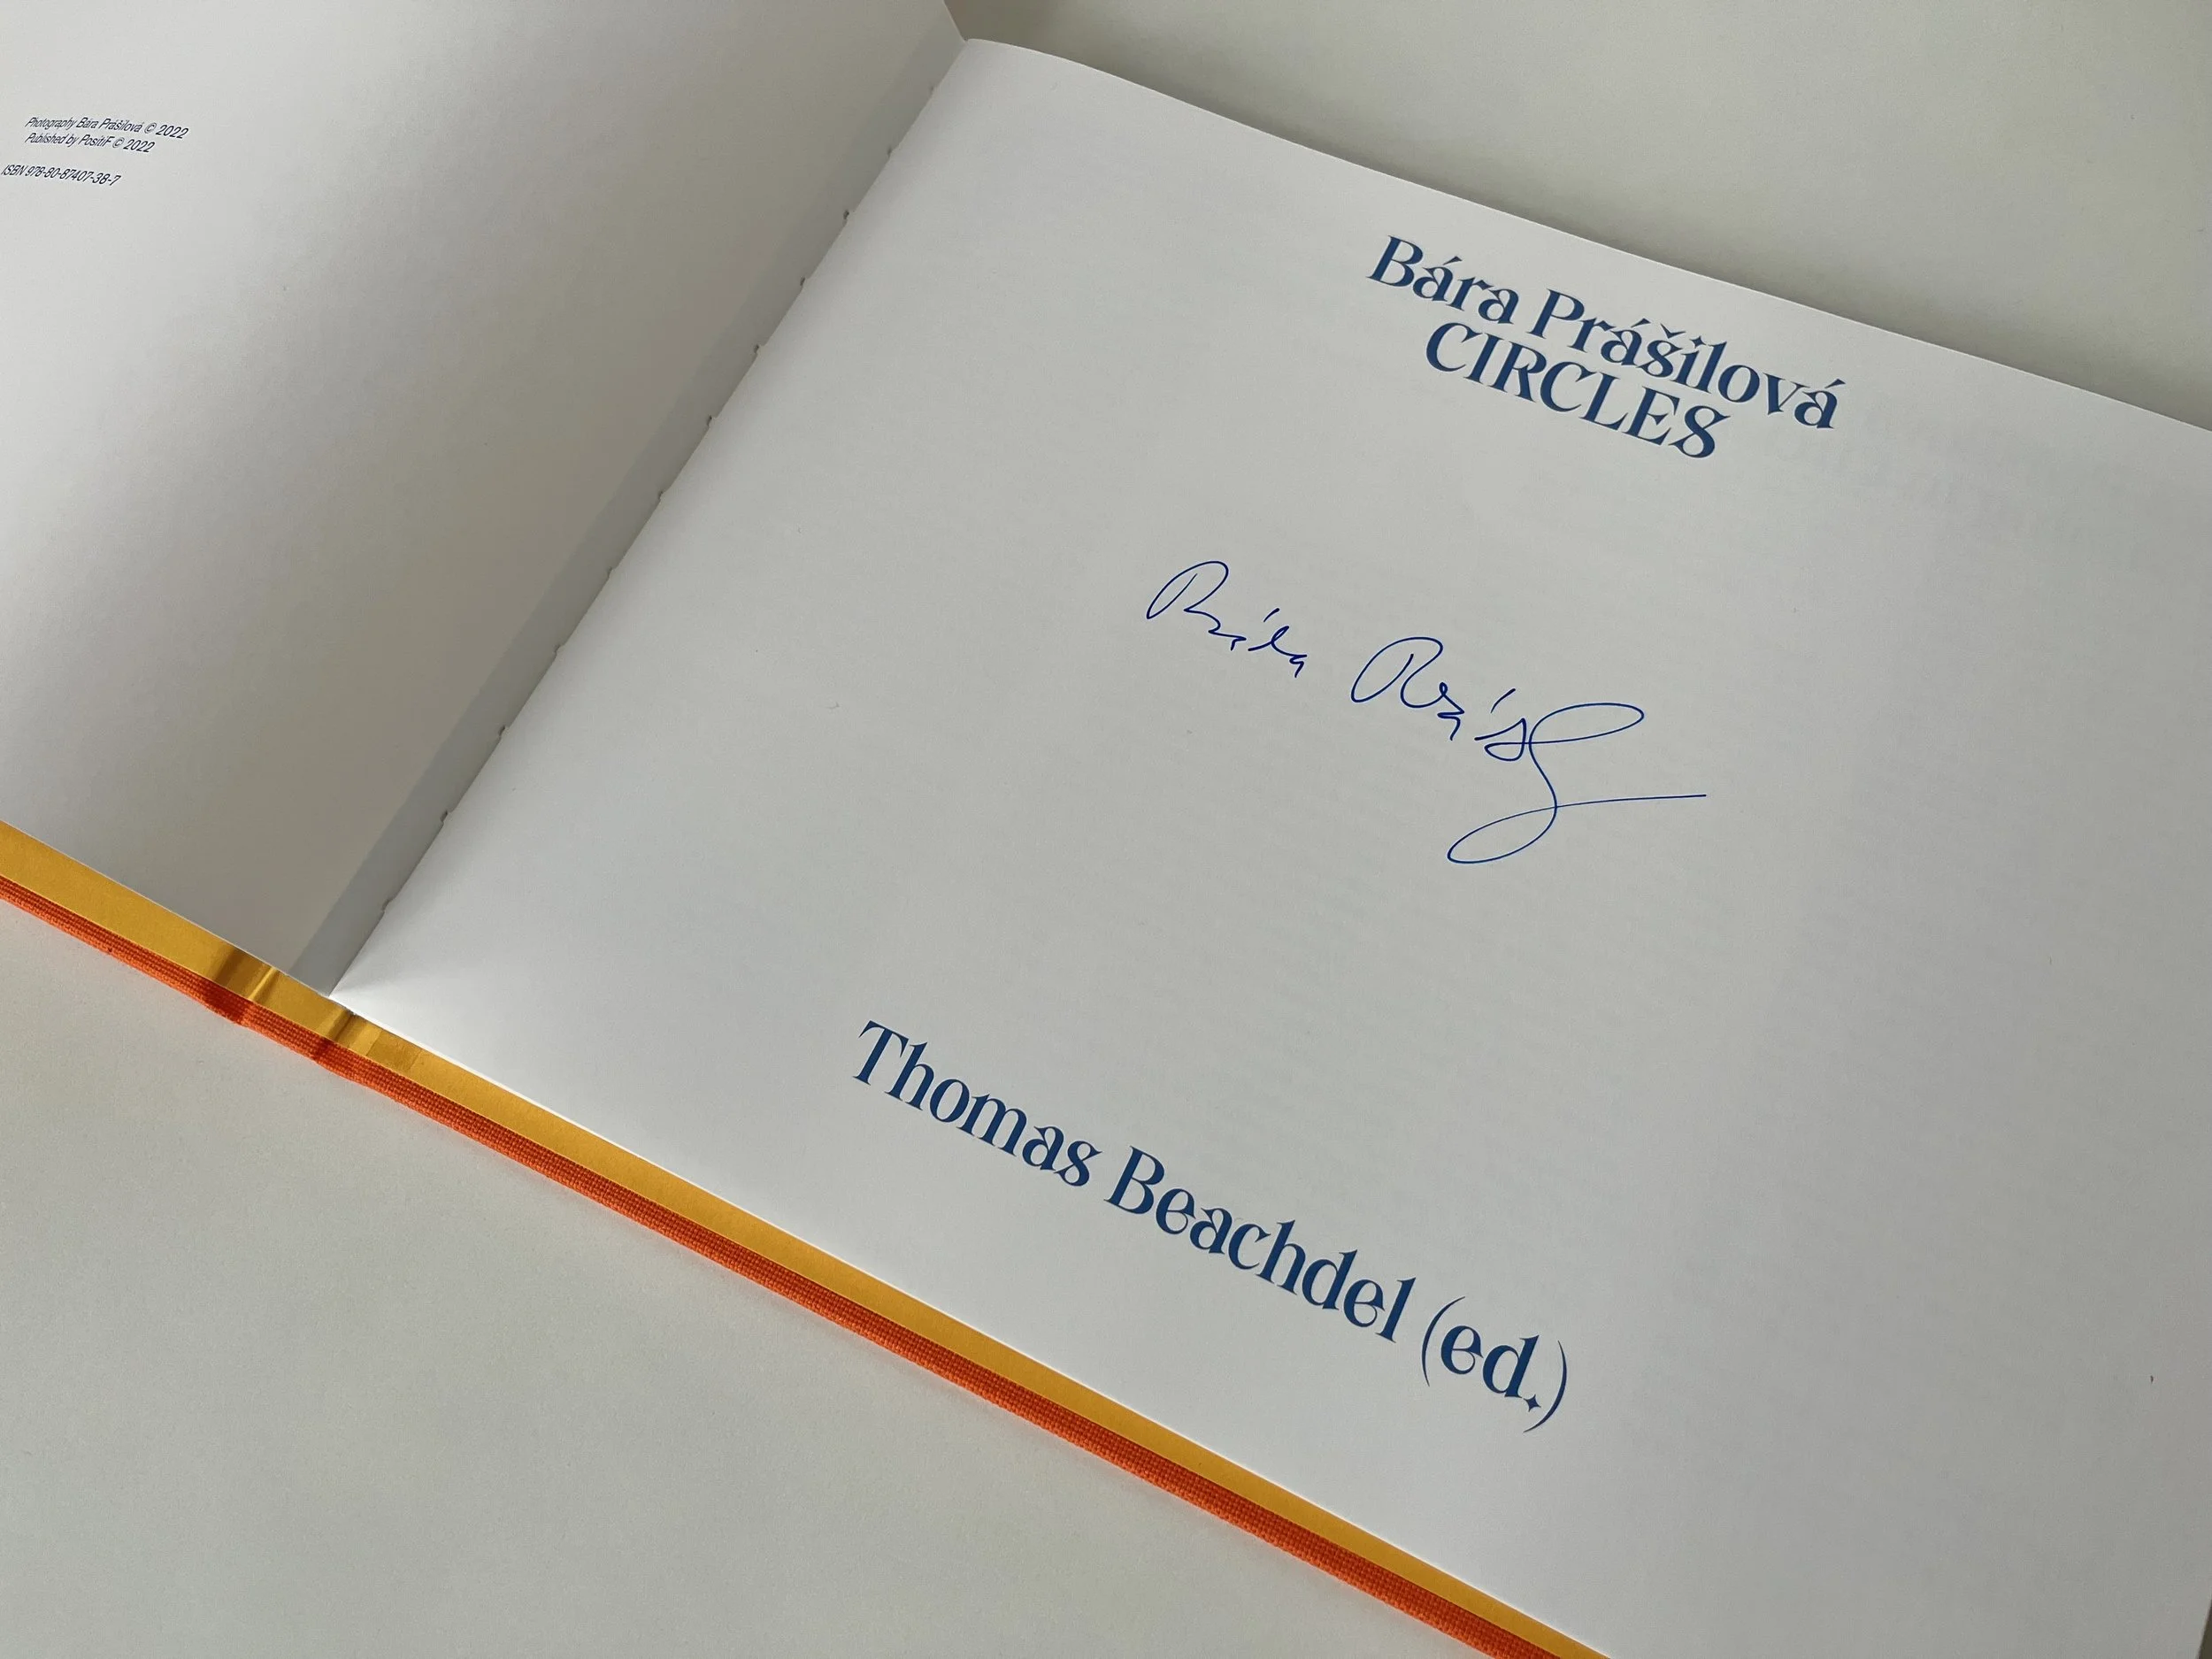 Photography Bára Prášilová © 2022
Published by PositiF © 2022
ISBN 978-80-87407-38-7
Bára Prášilová
CIRCLES
Thomas Beachdel (ed.)